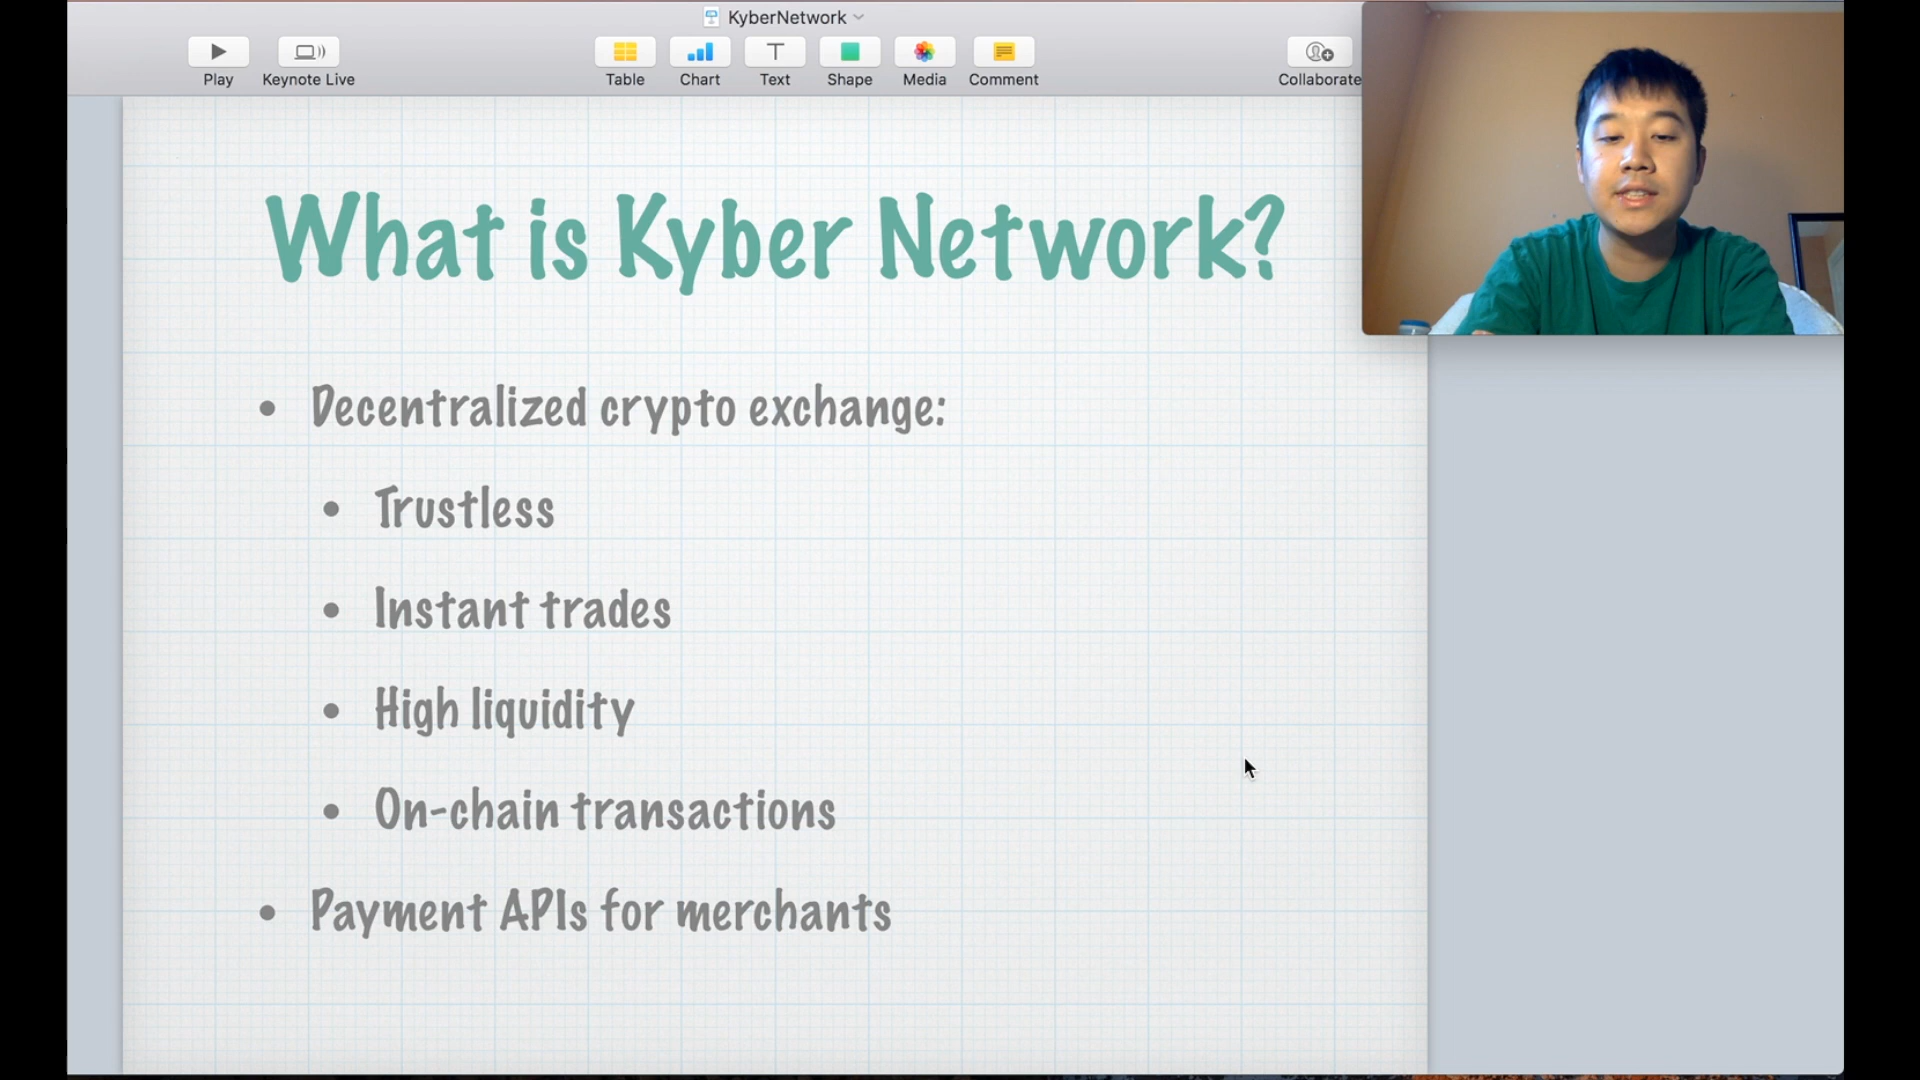 KyberNetwork
Play
Keynote Live
Table
Chart
Text
Shape
Media
Comment
Collaborate
What is Kyber Network?
• Decentralized crypto exchange:
• Trustless
• Instant trades
• High liquidity
• On-chain transactions
• Payment APIs for merchants